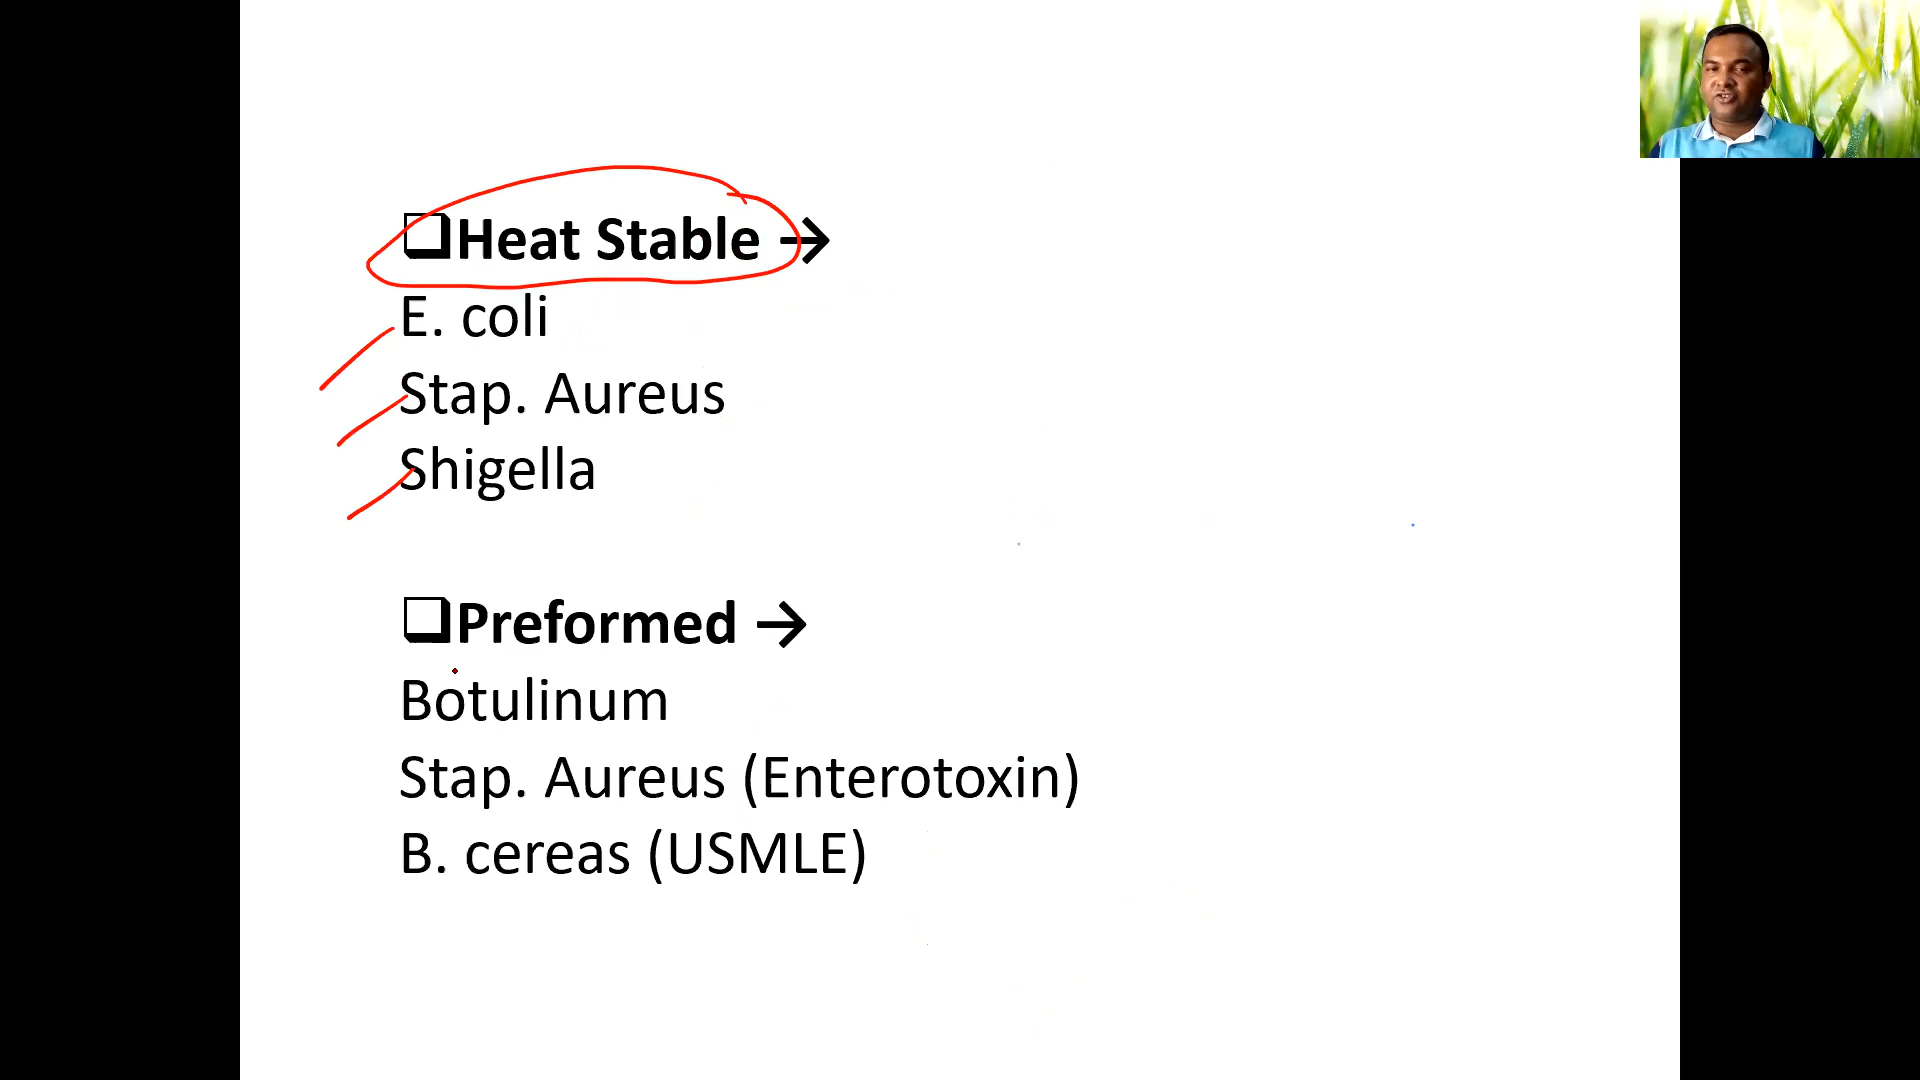 ❑Heat Stable →
E. coli
Stap. Aureus
Shigella
❑Preformed →
Botulinum
Stap. Aureus (Enterotoxin)
B. cereas (USMLE)